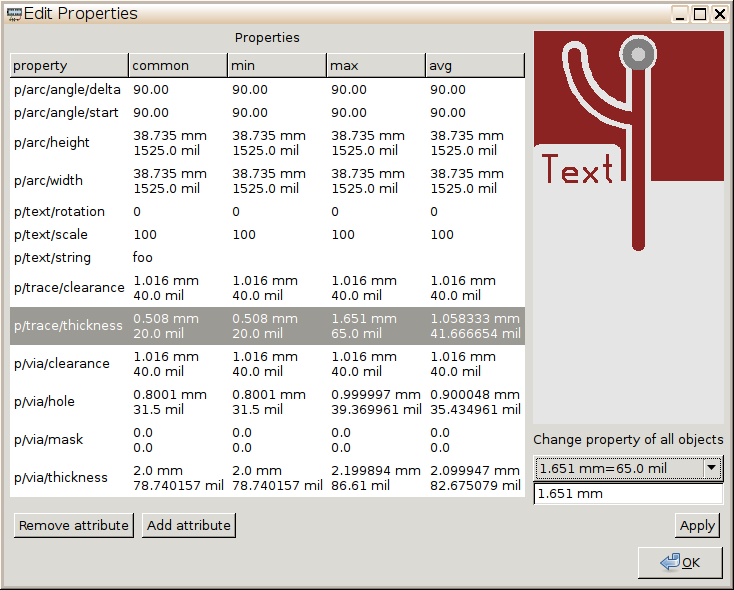 Edit Properties
Properties
property common min max avg
p/arc/angle/delta 90.00 90.00 90.00 90.00
p/arc/angle/start 90.00 90.00 90.00 90.00
p/arc/height 38.735 mm 38.735 mm 38.735 mm 38.735 mm
1525.0 mil 1525.0 mil 1525.0 mil 1525.0 mil
p/arc/width 38.735 mm 38.735 mm 38.735 mm 38.735 mm
1525.0 mil 1525.0 mil 1525.0 mil 1525.0 mil
p/text/rotation 0 0 0 0
p/text/scale 100 100 100 100
p/text/string foo
p/trace/clearance 1.016 mm 1.016 mm 1.016 mm 1.016 mm
40.0 mil 40.0 mil 40.0 mil 40.0 mil
p/trace/thickness 0.508 mm 0.508 mm 1.651 mm 1.058333 mm
20.0 mil 20.0 mil 65.0 mil 41.666654 mil
p/via/clearance 1.016 mm 1.016 mm 1.016 mm 1.016 mm
40.0 mil 40.0 mil 40.0 mil 40.0 mil
p/via/hole 0.8001 mm 0.8001 mm 0.999997 mm 0.900048 mm
31.5 mil 31.5 mil 39.369961 mil 35.434961 mil
p/via/mask 0.0 0.0 0.0 0.0
0.0 0.0 0.0 0.0
p/via/thickness 2.0 mm 2.0 mm 2.199894 mm 2.099947 mm
78.740157 mil 78.740157 mil 86.61 mil 82.675079 mil
Remove attribute Add attribute
Text
Change property of all objects
1.651 mm=65.0 mil
1.651 mm
Apply
OK